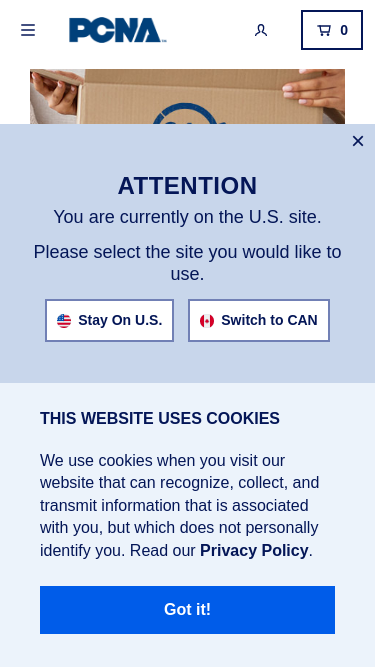 PCNA
0
ATTENTION
You are currently on the U.S. site.
Please select the site you would like to
use.
Stay On U.S.
Switch to CAN
THIS WEBSITE USES COOKIES
We use cookies when you visit our
website that can recognize, collect, and
transmit information that is associated
with you, but which does not personally
identify you. Read our Privacy Policy.
Got it!